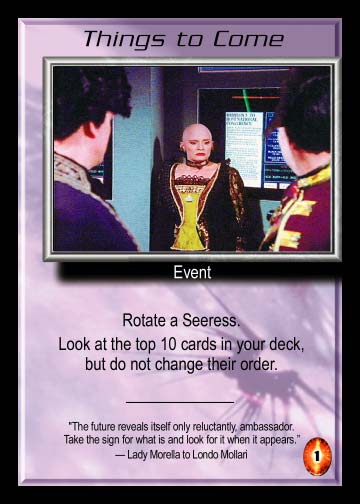 Things to Come
Event
Rotate a Seeress.
Look at the top 10 cards in your deck,
but do not change their order.
"The future reveals itself only reluctantly, ambassador.
Take the sign for what is and look for it when it appears."
— Lady Morella to Londo Mollari
1